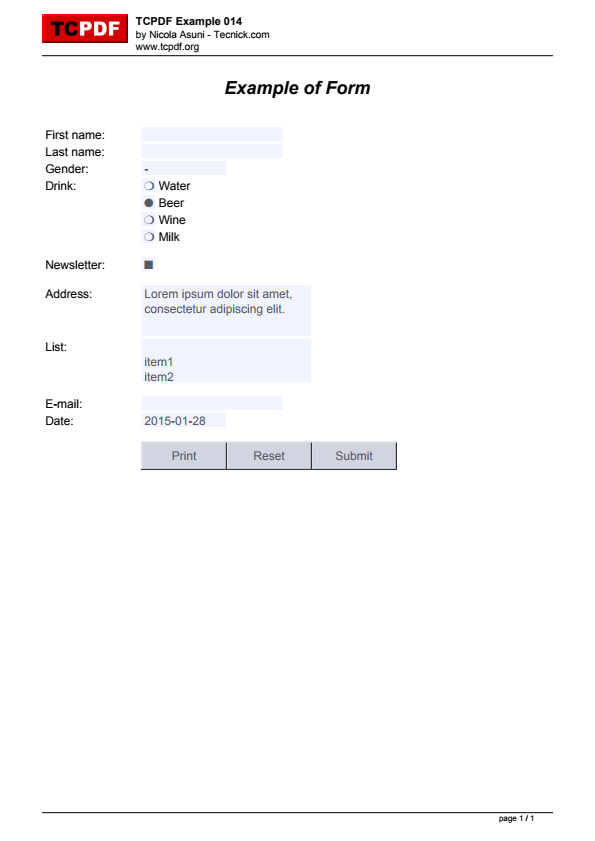 TCPDF
TCPDF Example 014
by Nicola Asuni - Tecnick.com
www.tcpdf.org
Example of Form
First name:
Last name:
Gender: -
Drink: Water
Beer
Wine
Milk
Newsletter:
Address: Lorem ipsum dolor sit amet,
consectetur adipiscing elit.
List:
item1
item2
E-mail:
Date: 2015-01-28
Print Reset Submit
page 1 / 1